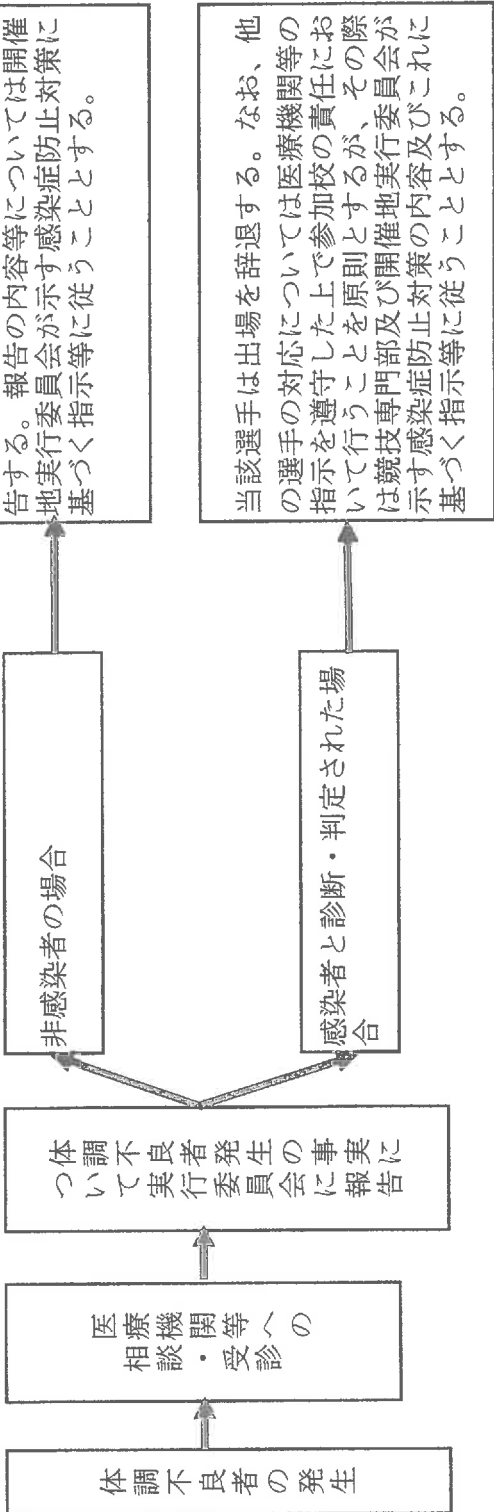 体調不良者の発生
医療機関等への
相談・受診
体調不良者発生の事実に
ついて実行委員会に報告
非感染者の場合
告する。報告の内容等については開催
地実行委員会が示す感染症防止対策に
基づく指示等に従うこととする。
感染者と診断・判定された場
合
当該選手は出場を辞退する。なお、他
の選手の対応については医療機関等の
指示を遵守した上で参加校の責任にお
いて行うことを原則とするが、その際
は競技専門部及び開催地実行委員会が
示す感染症防止対策の内容及びこれに
基づく指示等に従うこととする。